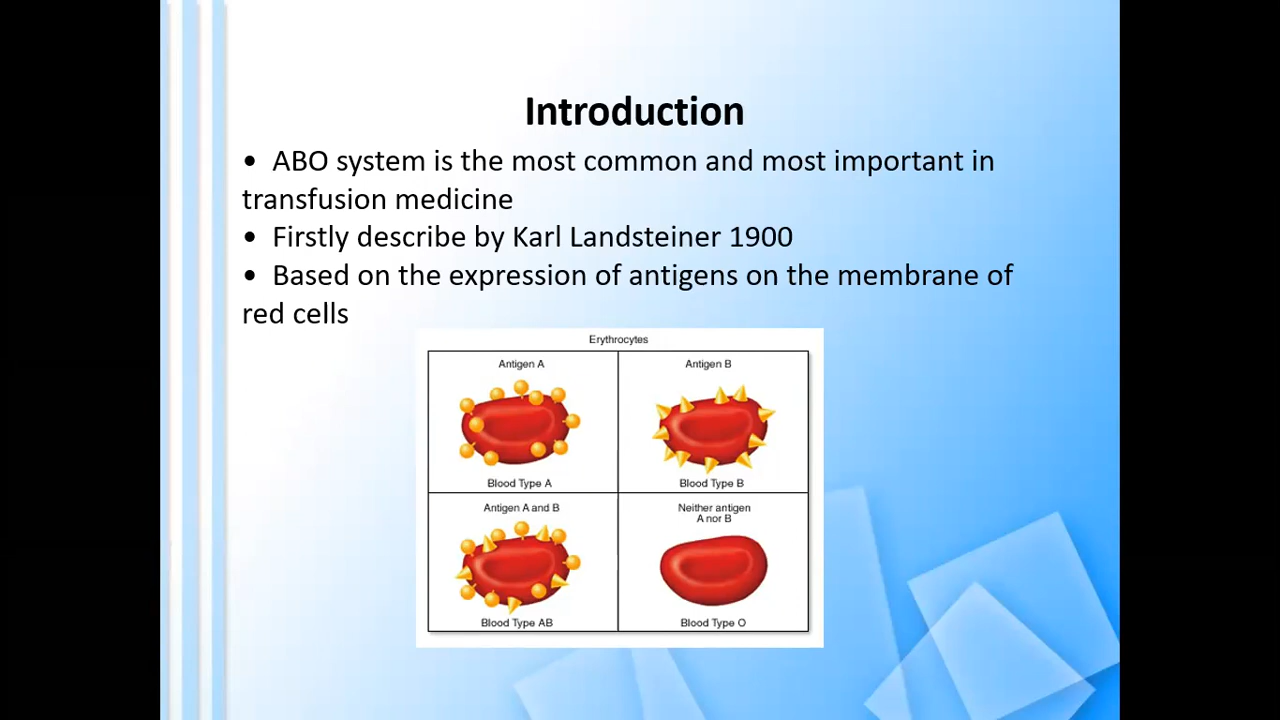 Introduction
• ABO system is the most common and most important in
transfusion medicine
• Firstly describe by Karl Landsteiner 1900
• Based on the expression of antigens on the membrane of
red cells
Erythrocytes
Antigen A
Blood Type A
Antigen B
Blood Type B
Antigen A and B
Blood Type AB
Neither antigen
A nor B
Blood Type O